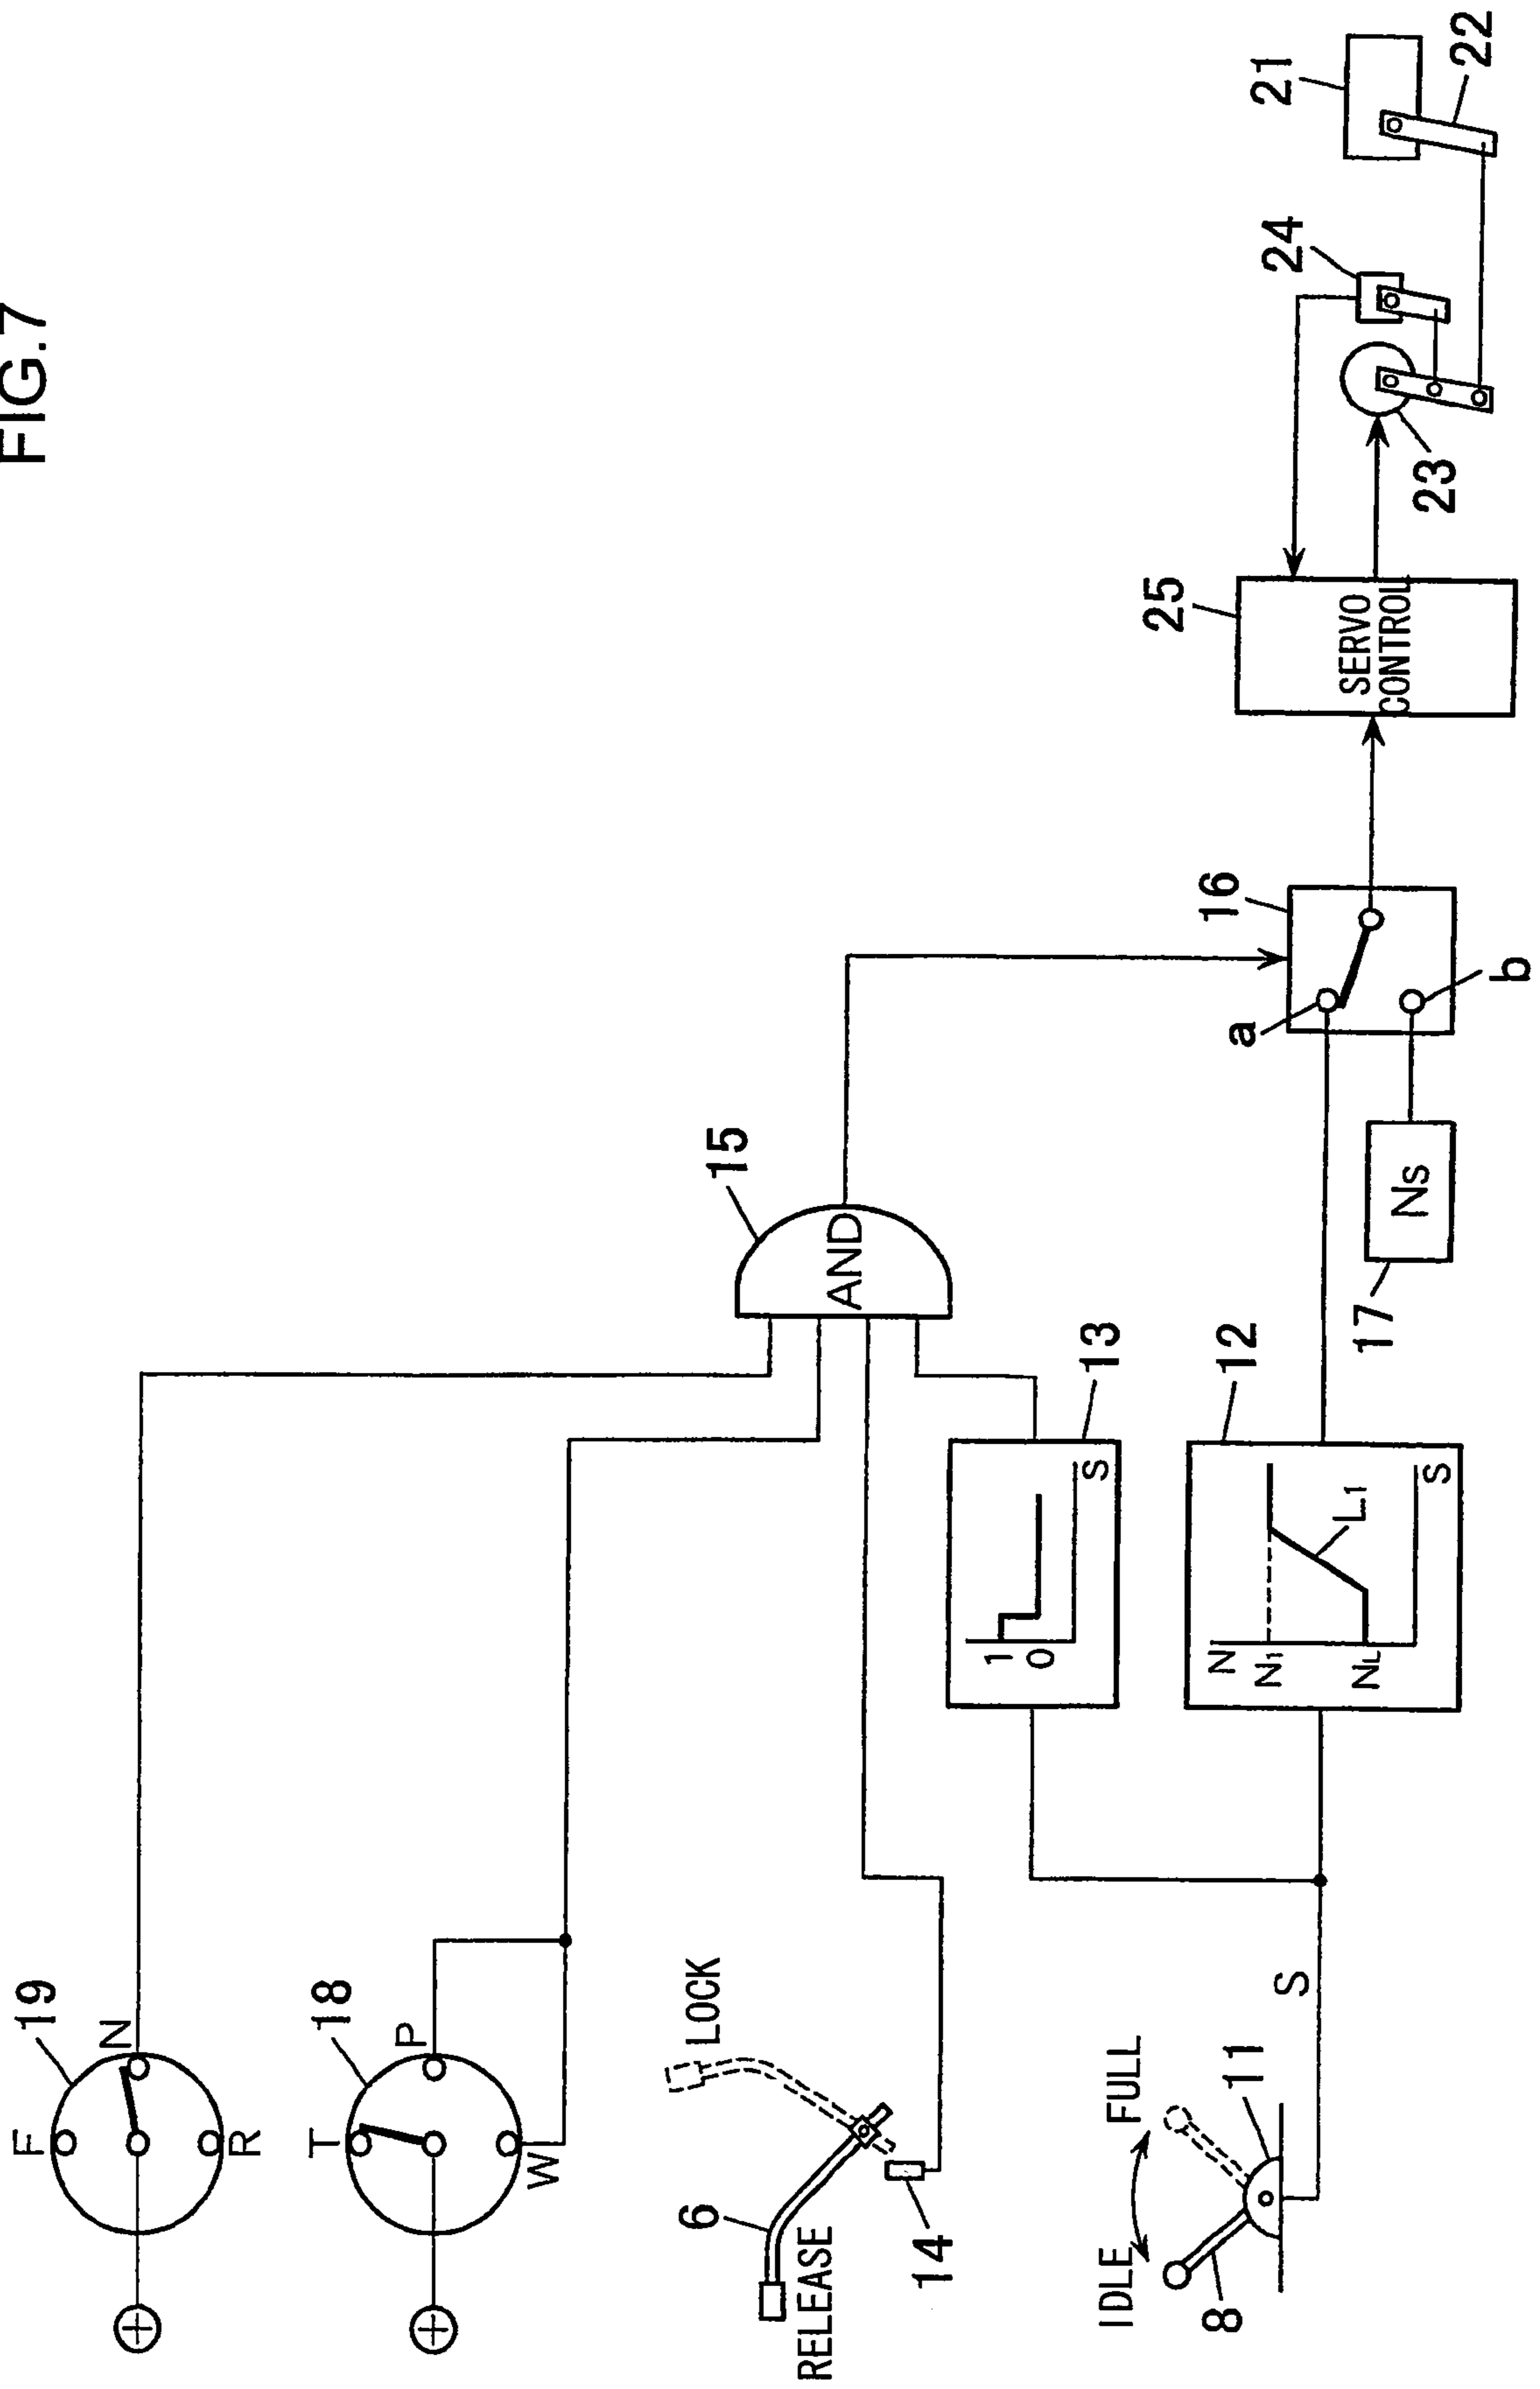 FIG.7
19
F
N
R
18
T
P
W
LOCK
6
RELEASE
14
15
AND
13
1
0
S
IDLE
FULL
8
11
S
12
N
N1
NL
L1
S
17
Ns
16
a
b
25
SERVO
CONTROL
23
24
21
22